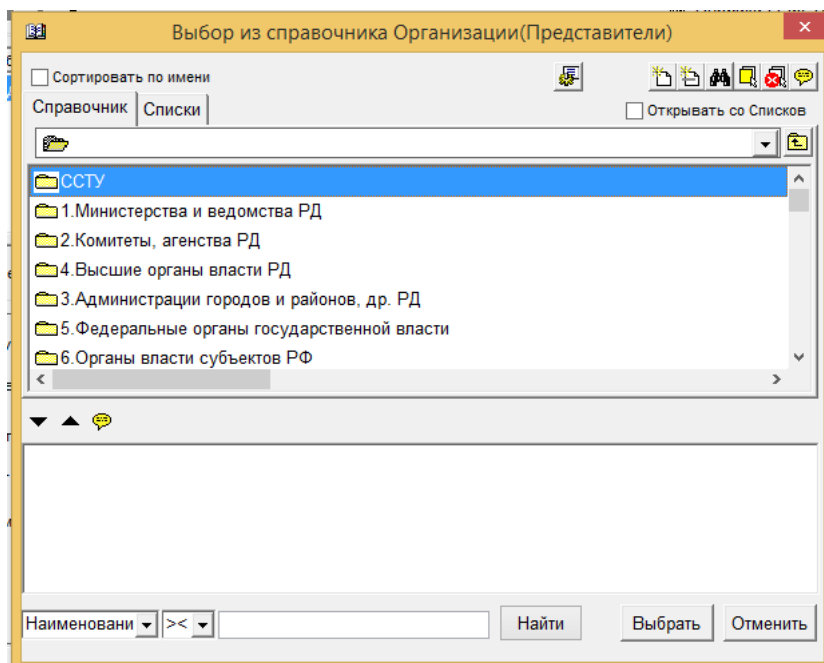 Выбор из справочника Организации(Представители)
Сортировать по имени
Справочник Списки
Открывать со Списков
ССТУ
1.Министерства и ведомства РД
2.Комитеты, агенства РД
4.Высшие органы власти РД
3.Администрации городов и районов, др. РД
5.Федеральные органы государственной власти
6.Органы власти субъектов РФ
Наименовани >< Найти Выбрать Отменить